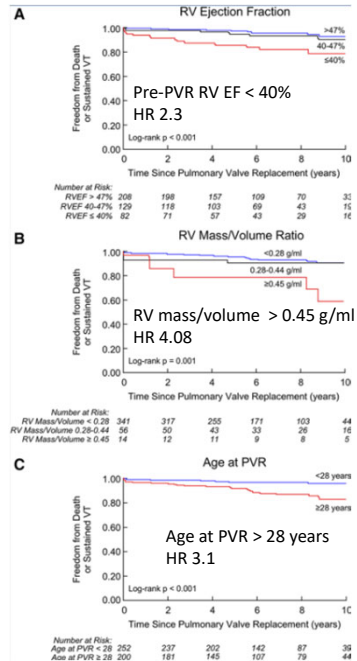 A
RV Ejection Fraction
1.00
0.80
0.60
0.40
0.20
0.00
Freedom from Death
or Sustained VT
>47%
40-47%
≤40%
Pre-PVR RV EF < 40%
HR 2.3
Log-rank p < 0.001
0 2 4 6 8 10
Time Since Pulmonary Valve Replacement (years)
Number at Risk:
RVEF > 47% 208 198 157 109 70 33
RVEF 40-47% 129 118 103 69 43 19
RVEF ≤ 40% 82 71 57 43 29 16
B
RV Mass/Volume Ratio
1.00
0.80
0.60
0.40
0.20
0.00
Freedom from Death
or Sustained VT
<0.28 g/ml
0.28-0.44 g/ml
≥0.45 g/ml
RV mass/volume > 0.45 g/ml
HR 4.08
Log-rank p = 0.001
0 2 4 6 8 10
Time Since Pulmonary Valve Replacement (years)
Number at Risk:
RV Mass/Volume < 0.28 341 317 255 171 103 44
RV Mass/Volume 0.28-0.44 56 50 43 33 26 16
RV Mass/Volume ≥ 0.45 14 12 11 9 8 5
C
Age at PVR
1.00
0.80
0.60
0.40
0.20
0.00
Freedom from Death
or Sustained VT
<28 years
≥28 years
Age at PVR > 28 years
HR 3.1
Log-rank p < 0.001
0 2 4 6 8 10
Time Since Pulmonary Valve Replacement (years)
Number at Risk:
Age at PVR < 28 252 237 202 142 87 39
Age at PVR ≥ 28 200 181 145 107 79 44